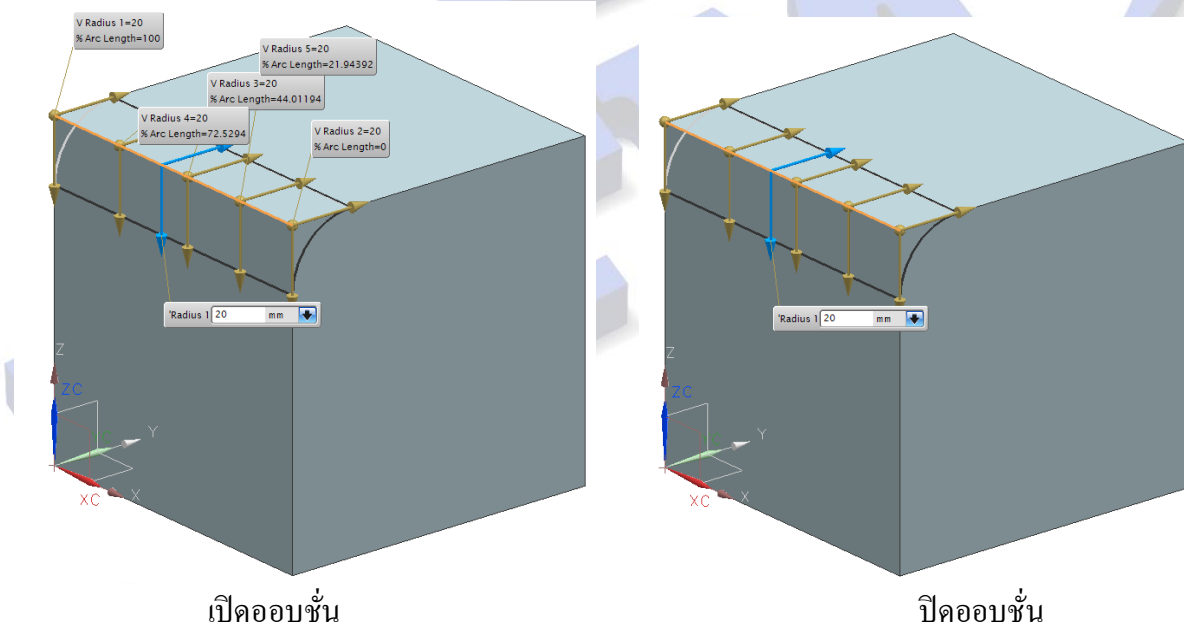 V Radius 1=20
% Arc Length=100
V Radius 5=20
% Arc Length=21.94392
V Radius 3=20
% Arc Length=44.01194
V Radius 4=20
% Arc Length=72.5294
V Radius 2=20
% Arc Length=0
'Radius 1 20 mm
Z
ZC
YC
Y
XC
X
เปิดออบชั่น
'Radius 1 20 mm
Z
ZC
YC
Y
XC
X
ปิดออบชั่น